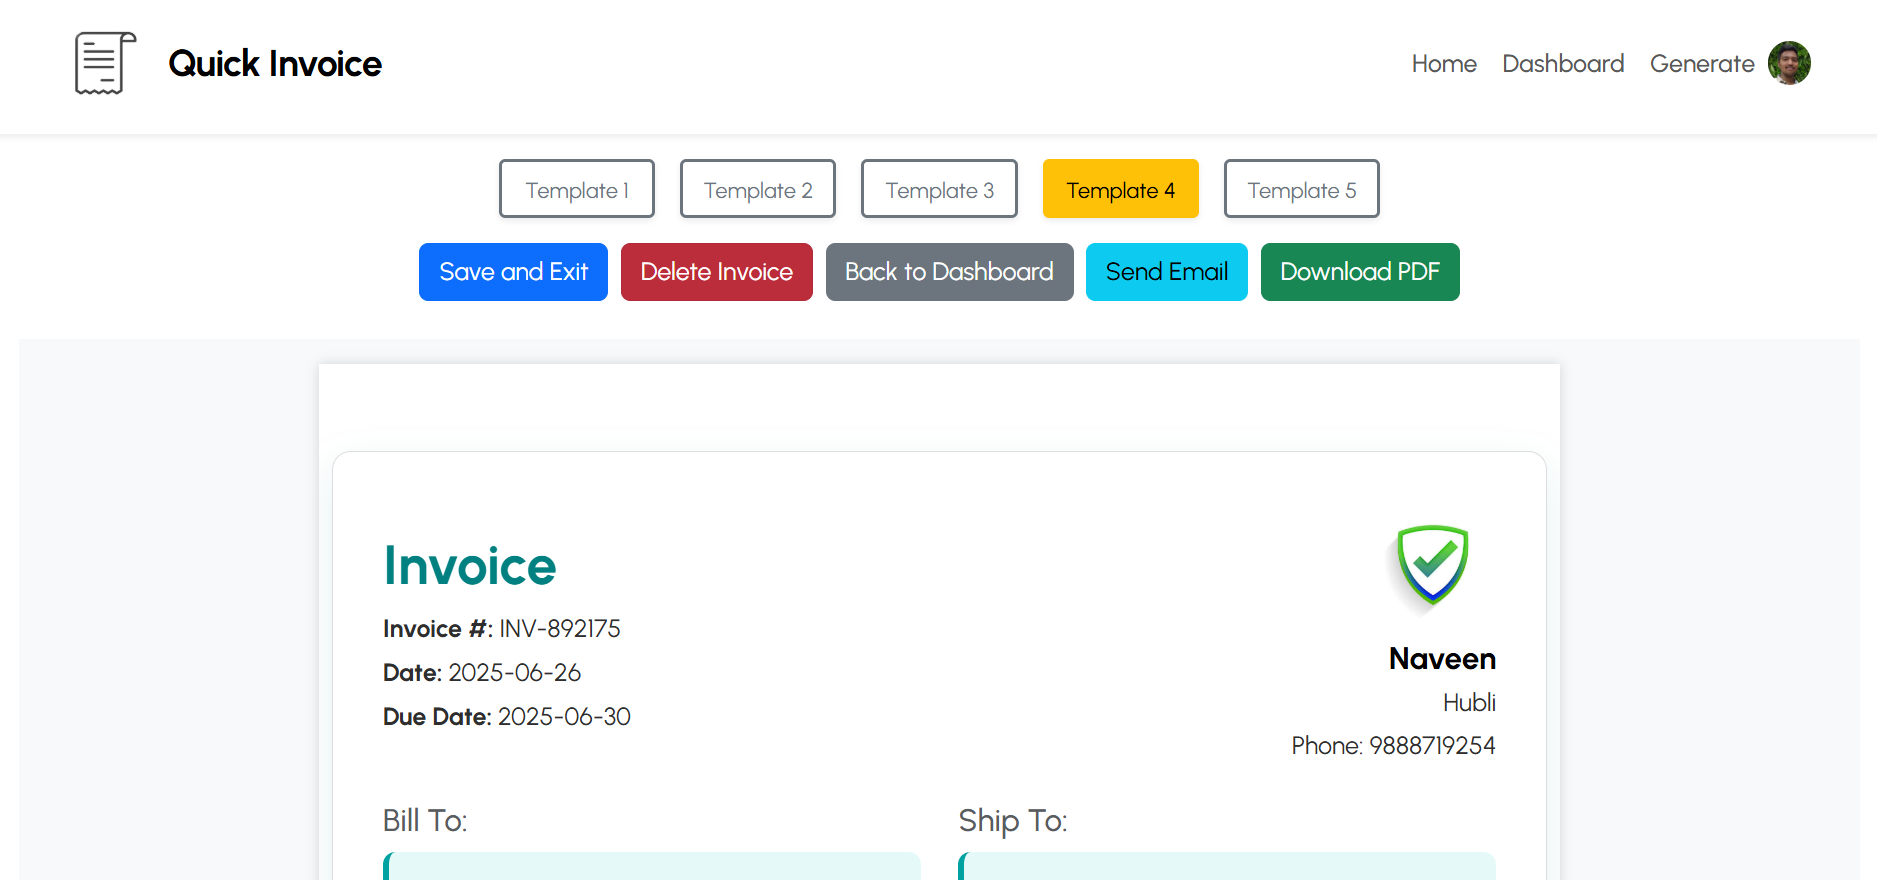 Quick Invoice
Home Dashboard Generate
Template 1 Template 2 Template 3 Template 4 Template 5
Save and Exit Delete Invoice Back to Dashboard Send Email Download PDF
Invoice
Invoice #: INV-892175
Date: 2025-06-26
Due Date: 2025-06-30
Naveen
Hubli
Phone: 9888719254
Bill To:
Ship To: